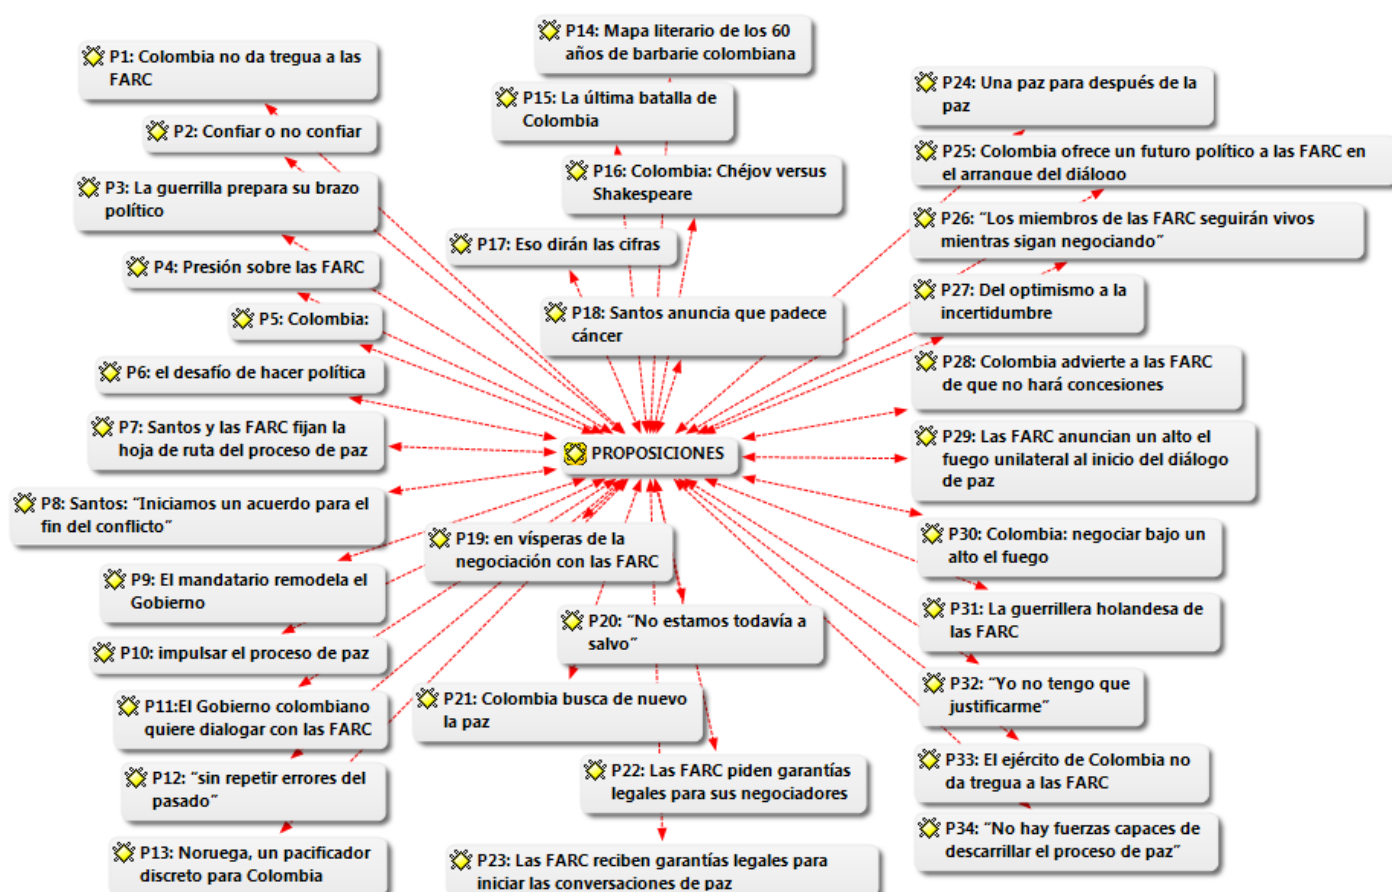 P1: Colombia no da tregua a las
FARC
P2: Confiar o no confiar
P3: La guerrilla prepara su brazo
político
P4: Presión sobre las FARC
P5: Colombia:
P6: el desafío de hacer política
P7: Santos y las FARC fijan la
hoja de ruta del proceso de paz
P8: Santos: “Iniciamos un acuerdo para el
fin del conflicto”
P9: El mandatario remodela el
Gobierno
P10: impulsar el proceso de paz
P11:El Gobierno colombiano
quiere dialogar con las FARC
P12: “sin repetir errores del
pasado”
P13: Noruega, un pacificador
discreto para Colombia
P14: Mapa literario de los 60
años de barbarie colombiana
P15: La última batalla de
Colombia
P16: Colombia: Chéjov versus
Shakespeare
P17: Eso dirán las cifras
P18: Santos anuncia que padece
cáncer
PROPOSICIONES
P19: en vísperas de la
negociación con las FARC
P20: “No estamos todavía a
salvo”
P21: Colombia busca de nuevo
la paz
P22: Las FARC piden garantías
legales para sus negociadores
P23: Las FARC reciben garantías legales para
iniciar las conversaciones de paz
P24: Una paz para después de la
paz
P25: Colombia ofrece un futuro político a las FARC en
el arranque del diálogo
P26: “Los miembros de las FARC seguirán vivos
mientras sigan negociando”
P27: Del optimismo a la
incertidumbre
P28: Colombia advierte a las FARC
de que no hará concesiones
P29: Las FARC anuncian un alto el
fuego unilateral al inicio del diálogo
de paz
P30: Colombia: negociar bajo un
alto el fuego
P31: La guerrillera holandesa de
las FARC
P32: “Yo no tengo que
justificarme”
P33: El ejército de Colombia no
da tregua a las FARC
P34: “No hay fuerzas capaces de
descarrillar el proceso de paz”